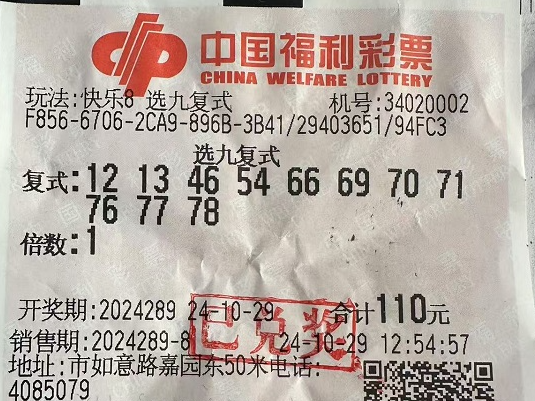 中国福利彩票
CHINA WELFARE LOTTERY
玩法:快乐8 选九复式 机号:34020002
F856-6706-2CA9-896B-3B41/29403651/94FC3
选九复式
复式:12 13 46 54 66 69 70 71
76 77 78
倍数:1
开奖期:2024289 24-10-29 合计110元
已兑奖
销售期:2024289-8 24-10-29 12:54:57
地址:市如意路嘉园东50米电话:
4085079